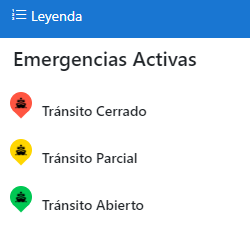 Leyenda
Emergencias Activas
Tránsito Cerrado
Tránsito Parcial
Tránsito Abierto